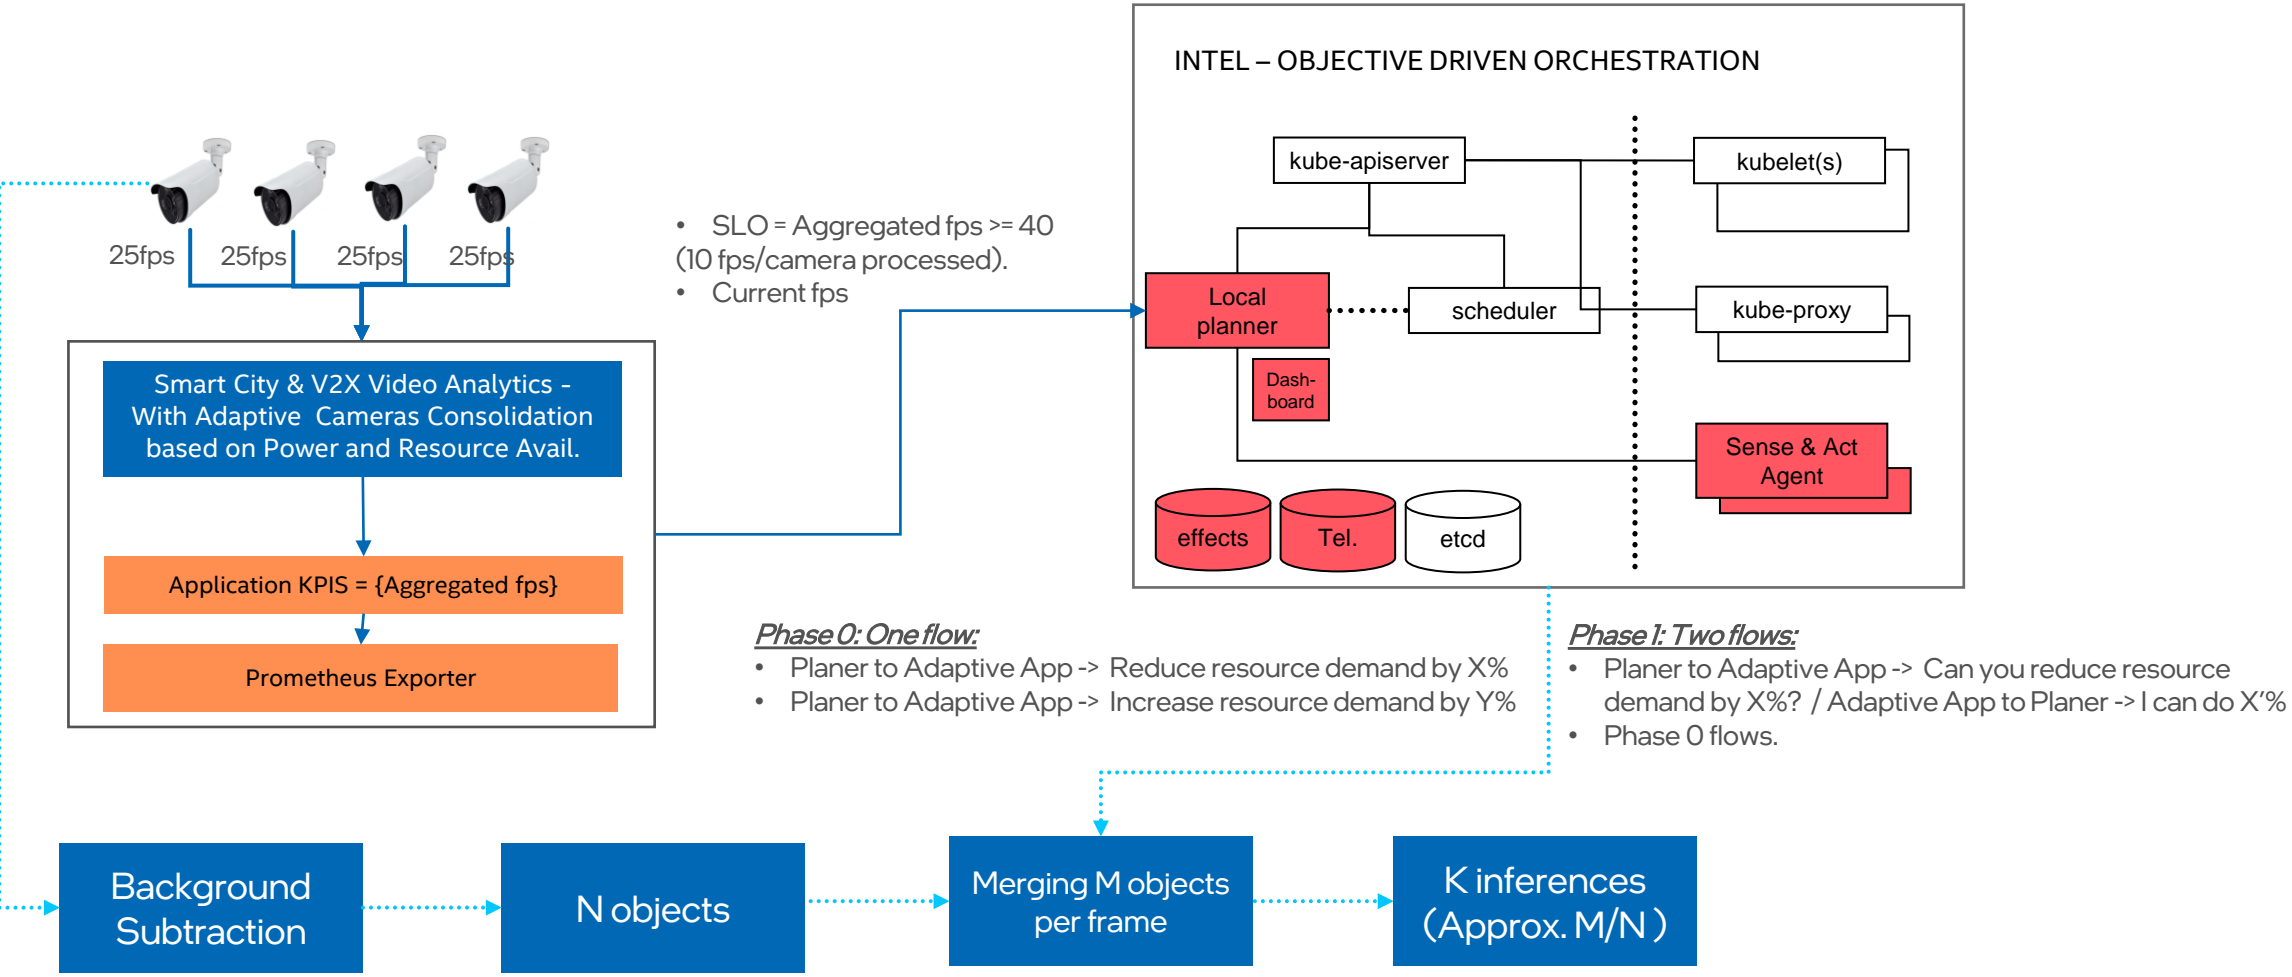 INTEL – OBJECTIVE DRIVEN ORCHESTRATION
kube-apiserver
kubelet(s)
25fps
25fps
25fps
25fps
• SLO = Aggregated fps >= 40
(10 fps/camera processed).
• Current fps
Local
planner
scheduler
kube-proxy
Dash-
board
Smart City & V2X Video Analytics -
With Adaptive Cameras Consolidation
based on Power and Resource Avail.
Sense & Act
Agent
effects
Tel.
etcd
Application KPIS = {Aggregated fps}
Prometheus Exporter
Phase 0: One flow:
• Planer to Adaptive App -> Reduce resource demand by X%
• Planer to Adaptive App -> Increase resource demand by Y%
Phase 1: Two flows:
• Planer to Adaptive App -> Can you reduce resource
demand by X%? / Adaptive App to Planer -> I can do X'%
• Phase 0 flows.
Background
Subtraction
N objects
Merging M objects
per frame
K inferences
(Approx. M/N )